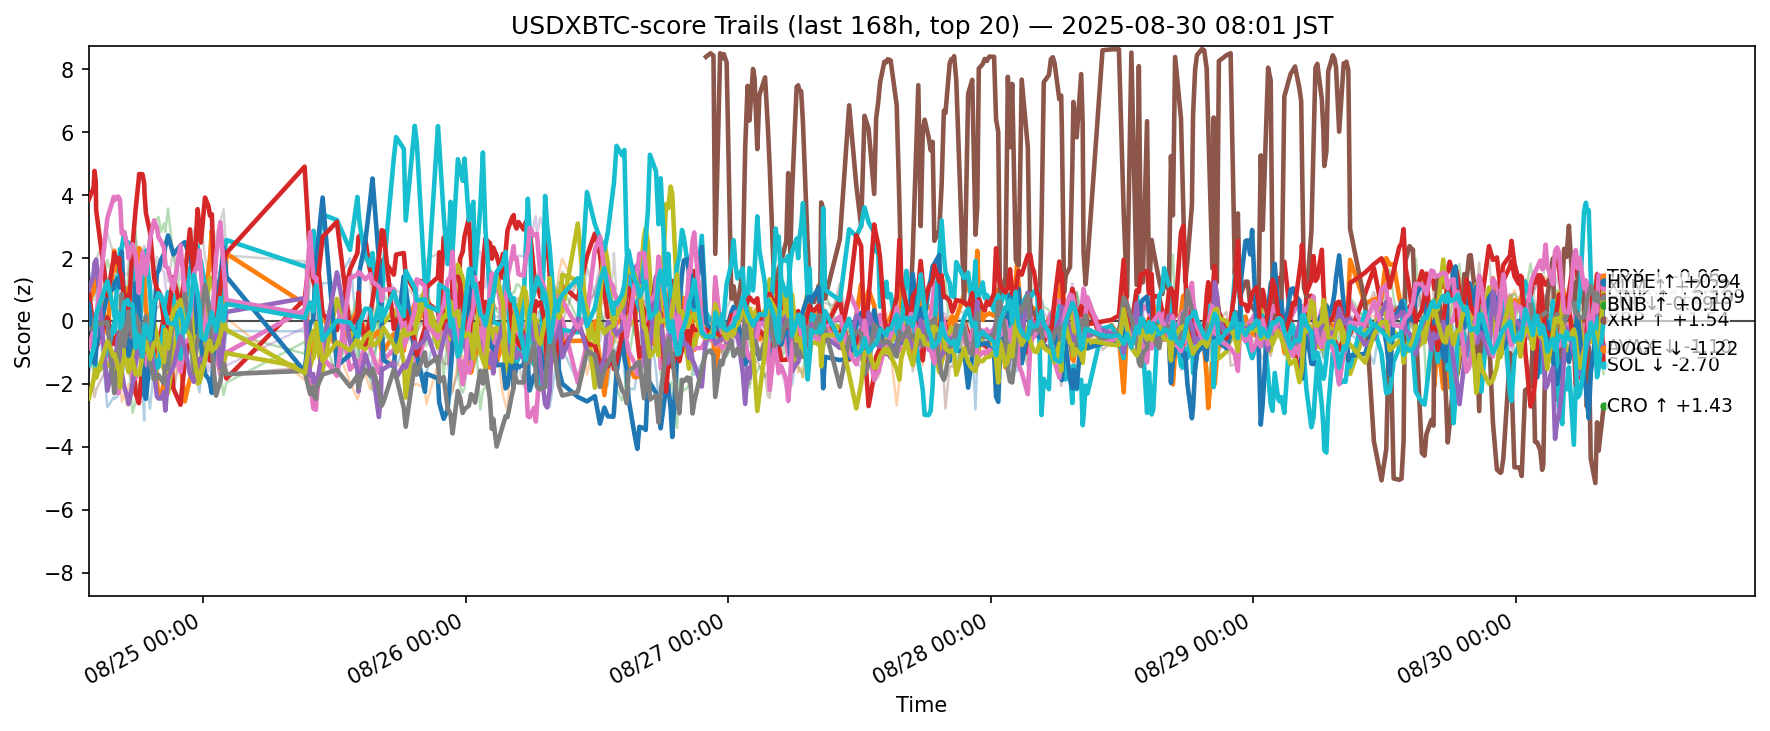 USDXBTC-score Trails (last 168h, top 20) — 2025-08-30 08:01 JST
Score (z)
8
6
4
2
0
−2
−4
−6
−8
HYPE ↑ +0.94
BNB ↑ +0.10
XRP ↑ +1.54
DOGE ↓ -1.22
SOL ↓ -2.70
CRO ↑ +1.43
08/25 00:00
08/26 00:00
08/27 00:00
08/28 00:00
08/29 00:00
08/30 00:00
Time